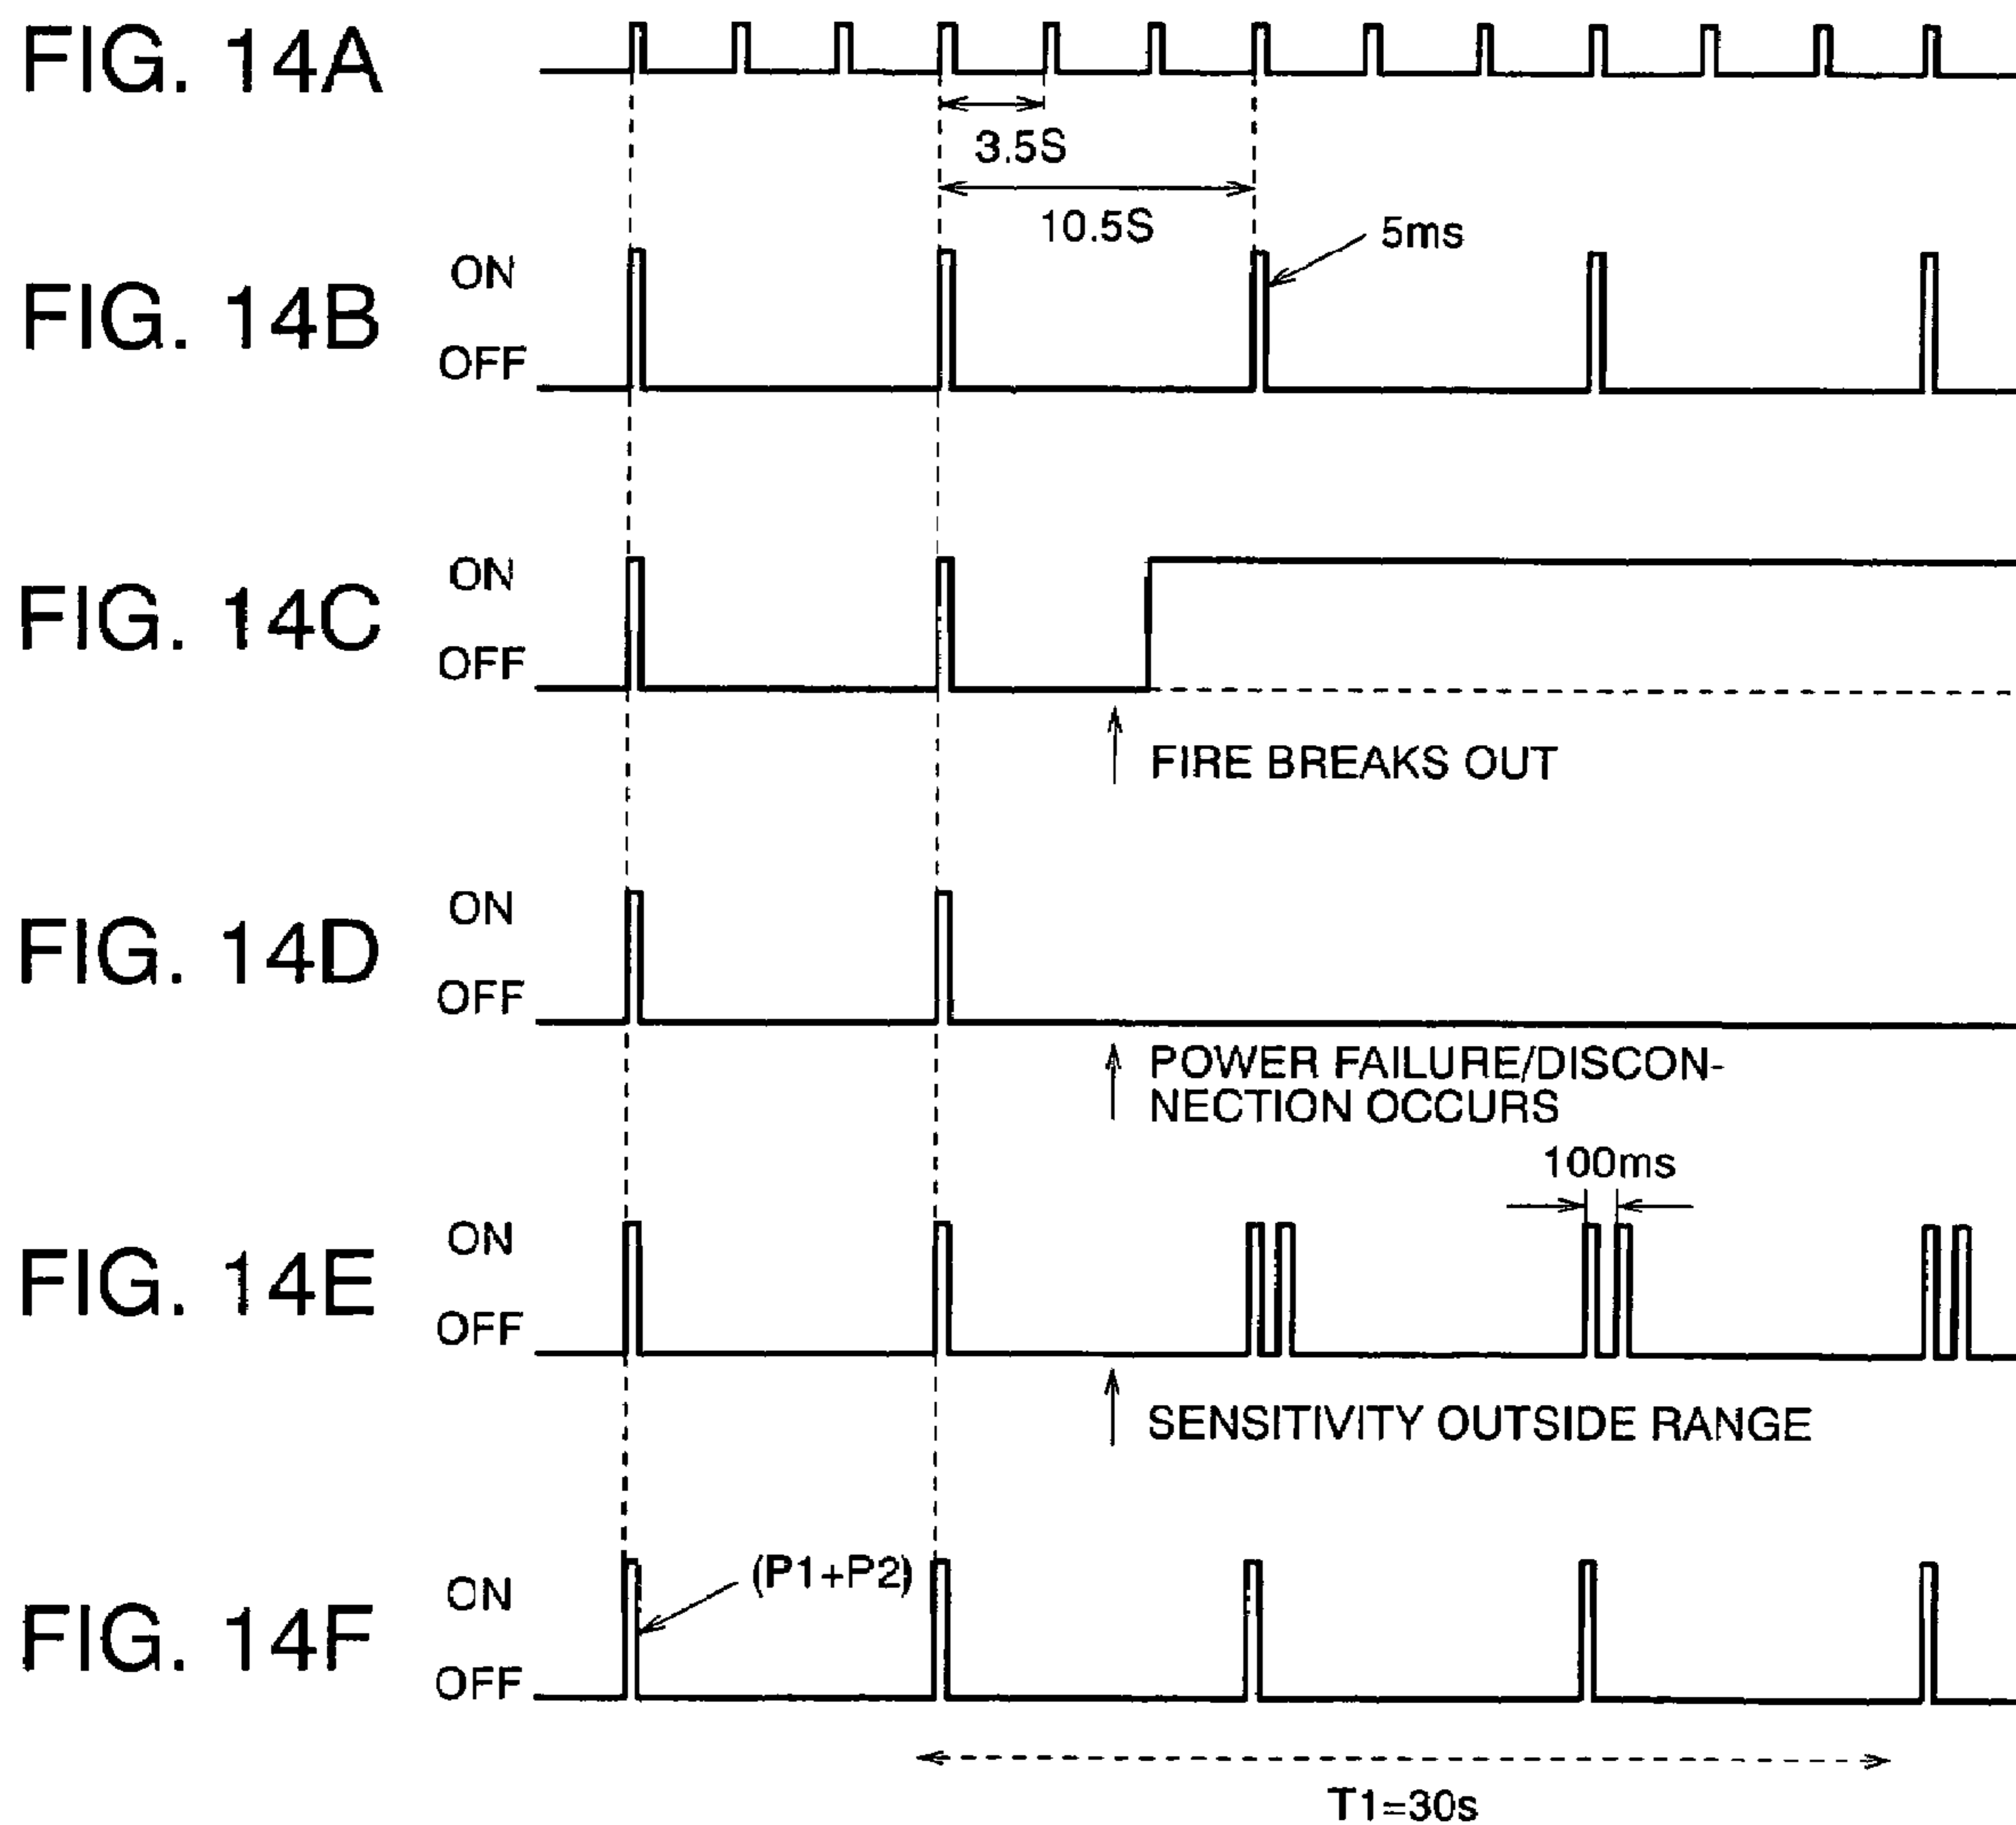 FIG. 14A
3.5S
10.5S
5ms
FIG. 14B
ON
OFF
FIG. 14C
ON
OFF
FIRE BREAKS OUT
FIG. 14D
ON
OFF
POWER FAILURE/DISCON-
NECTION OCCURS
100ms
FIG. 14E
ON
OFF
SENSITIVITY OUTSIDE RANGE
FIG. 14F
ON
OFF
(P1+P2)
T1=30s